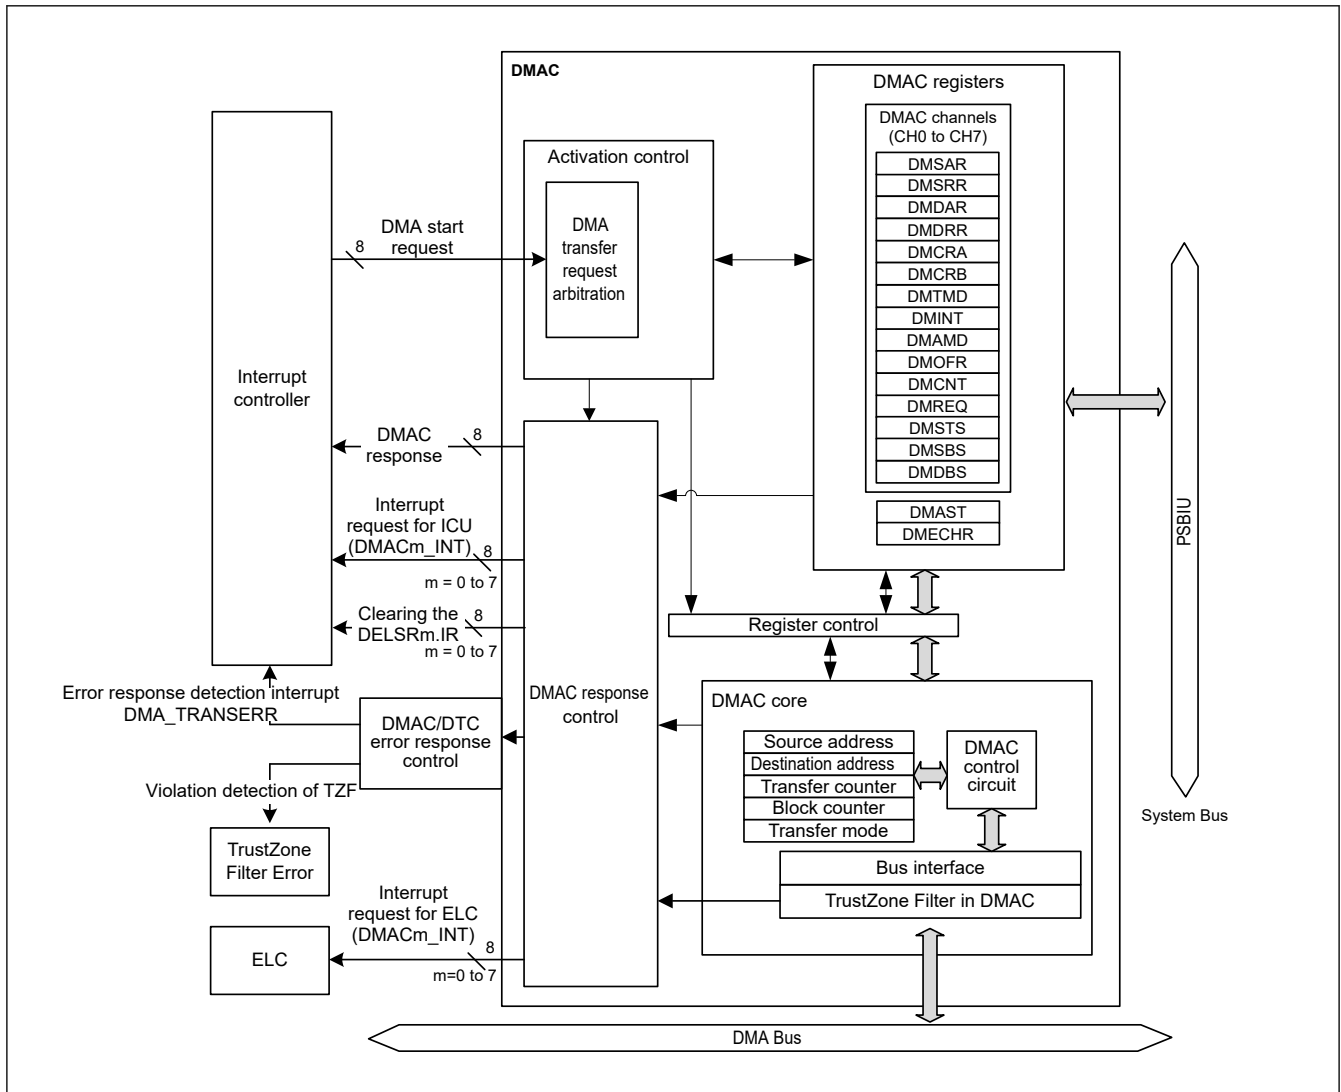 DMAC
DMAC registers
DMAC channels
(CH0 to CH7)
DMSAR
DMSRR
DMDAR
DMDRR
DMCRA
DMCRB
DMTMD
DMINT
DMAMD
DMOFR
DMCNT
DMREQ
DMSTS
DMSBS
DMDBS
DMAST
DMECHR
Activation control
DMA
transfer
request
arbitration
DMA start
request
8
Interrupt
controller
DMAC
response
8
Interrupt
request for ICU
(DMACm_INT)
8
m = 0 to 7
Clearing the
DELSRm.IR
8
m = 0 to 7
Error response detection interrupt
DMA_TRANSERR
DMAC/DTC
error response
control
Violation detection of TZF
TrustZone
Filter Error
Interrupt
request for ELC
(DMACm_INT)
8
m=0 to 7
ELC
DMAC response
control
Register control
DMAC core
Source address
Destination address
Transfer counter
Block counter
Transfer mode
DMAC
control
circuit
Bus interface
TrustZone Filter in DMAC
PSBIU
System Bus
DMA Bus